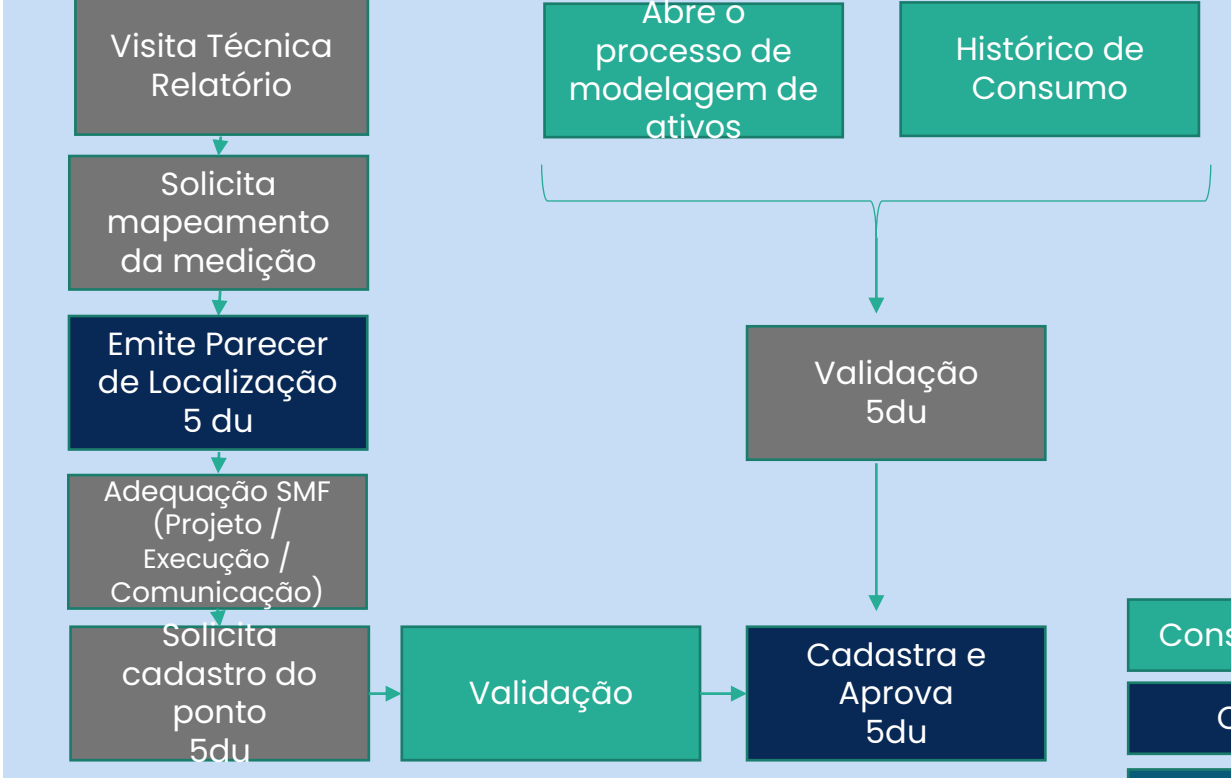 Visita Técnica
Relatório
Abre o
processo de
modelagem de
ativos
Histórico de
Consumo
Solicita
mapeamento
da medição
Emite Parecer
de Localização
5 du
Validação
5du
Adequação SMF
(Projeto /
Execução /
Comunicação)
Solicita
cadastro do
ponto
5du
Validação
Cadastra e
Aprova
5du